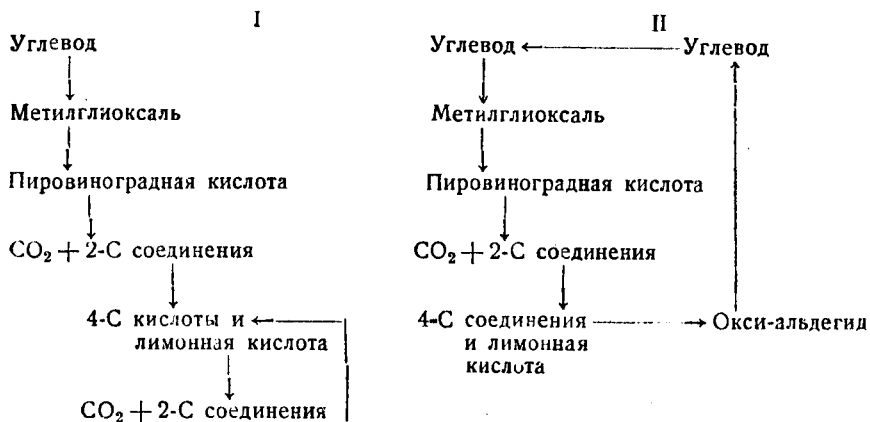 I
Углевод
Метилглиоксаль
Пировиноградная кислота
CO₂ + 2-С соединения
4-С кислоты и
лимонная кислота
CO₂ + 2-С соединения
II
Углевод
Углевод
Метилглиоксаль
Пировиноградная кислота
CO₂ + 2-С соединения
4-С соединения
и лимонная
кислота
Окси-альдегид